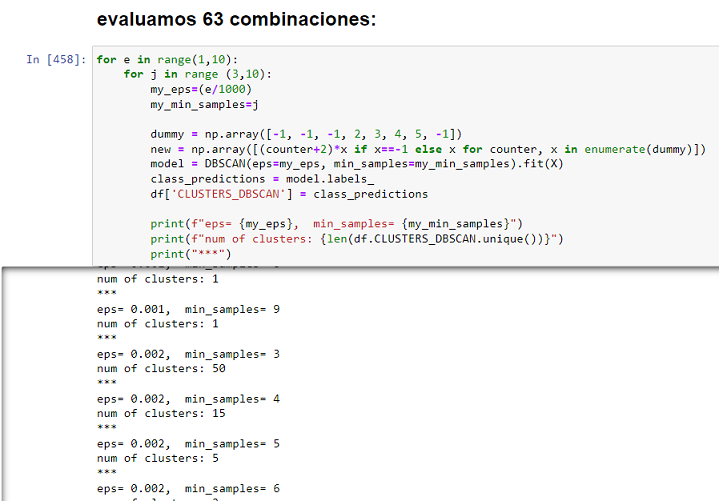 evaluamos 63 combinaciones:
In [458]: for e in range(1,10):
for j in range (3,10):
my_eps=(e/1000)
my_min_samples=j
dummy = np.array([-1, -1, -1, 2, 3, 4, 5, -1])
new = np.array([(counter+2)*x if x==-1 else x for counter, x in enumerate(dummy)])
model = DBSCAN(eps=my_eps, min_samples=my_min_samples).fit(X)
class_predictions = model.labels_
df['CLUSTERS_DBSCAN'] = class_predictions
print(f"eps= {my_eps},  min_samples= {my_min_samples}")
print(f"num of clusters: {len(df.CLUSTERS_DBSCAN.unique())}")
print("***")
num of clusters: 1
***
eps= 0.001,  min_samples= 9
num of clusters: 1
***
eps= 0.002,  min_samples= 3
num of clusters: 50
***
eps= 0.002,  min_samples= 4
num of clusters: 15
***
eps= 0.002,  min_samples= 5
num of clusters: 5
***
eps= 0.002,  min_samples= 6